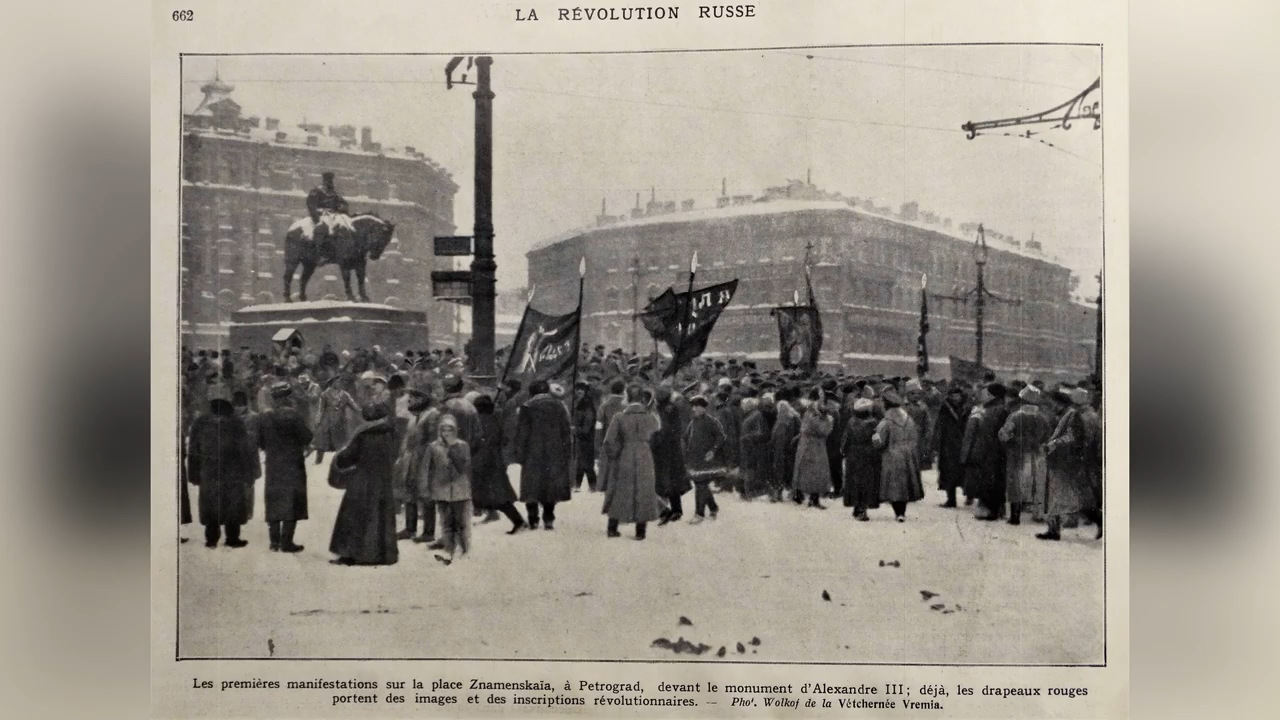 662
LA RÉVOLUTION RUSSE
Les premières manifestations sur la place Znamenskaïa, à Petrograd, devant le monument d'Alexandre III; déjà, les drapeaux rouges
portent des images et des inscriptions révolutionnaires. — Phot. Wolkof de la Vétchernée Vremia.